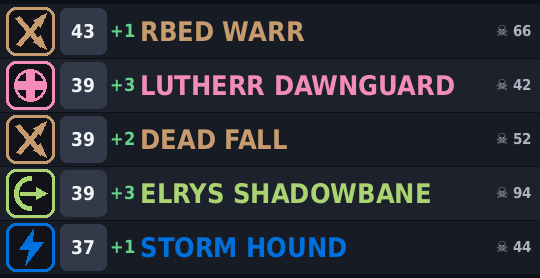 43 +1 RBED WARR ☠ 66
39 +3 LUTHERR DAWNGUARD ☠ 42
39 +2 DEAD FALL ☠ 52
39 +3 ELRYS SHADOWBANE ☠ 94
37 +1 STORM HOUND ☠ 44